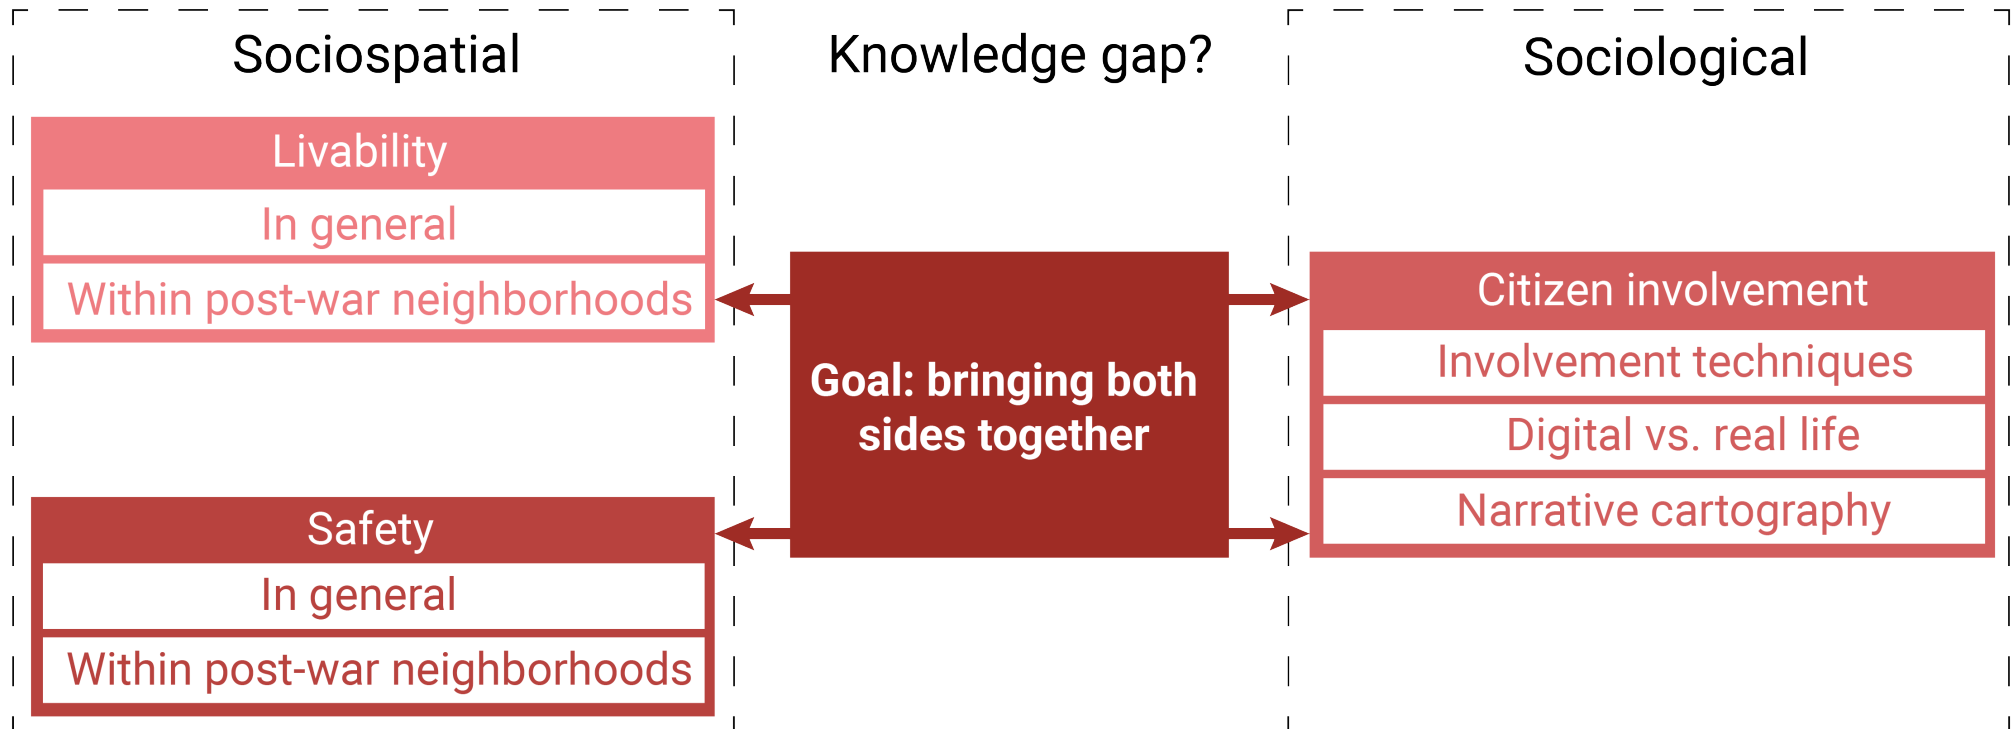 Sociospatial
Livability
In general
Within post-war neighborhoods
Safety
In general
Within post-war neighborhoods
Knowledge gap?
Goal: bringing both
sides together
Sociological
Citizen involvement
Involvement techniques
Digital vs. real life
Narrative cartography